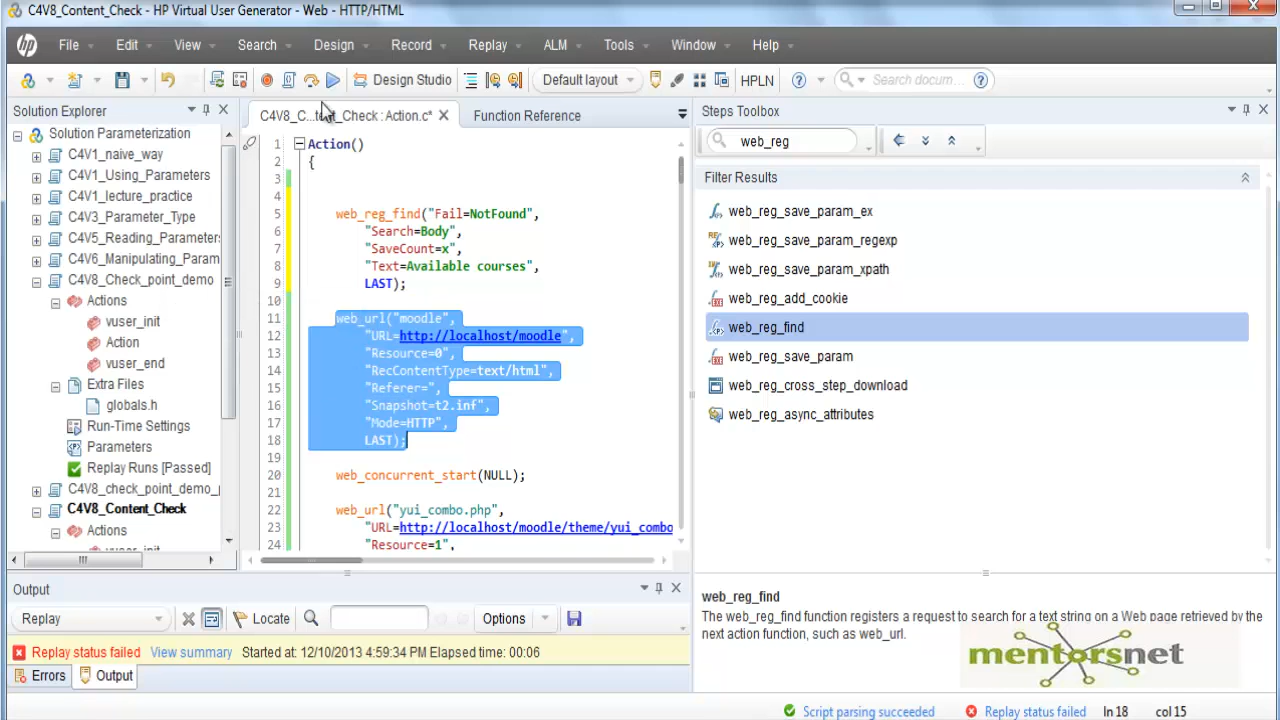 C4V8_Content_Check - HP Virtual User Generator - Web - HTTP/HTML
hp File Edit View Search Design Record Replay ALM Tools Window Help
Design Studio Default layout HPLN Search docum...
Solution Explorer
Solution Parameterization
C4V1_naive_way
C4V1_Using_Parameters
C4V1_lecture_practice
C4V3_Parameter_Type
C4V5_Reading_Parameters
C4V6_Manipulating_Param
C4V8_Check_point_demo
Actions
vuser_init
Action
vuser_end
Extra Files
globals.h
Run-Time Settings
Parameters
Replay Runs [Passed]
C4V8_check_point_demo_
C4V8_Content_Check
Actions
vuser_init
C4V8_C...tent_Check : Action.c* Function Reference
1 Action()
2 {
3
4
5 web_reg_find("Fail=NotFound",
6 "Search=Body",
7 "SaveCount=x",
8 "Text=Available courses",
9 LAST);
10
11 web_url("moodle",
12 "URL=http://localhost/moodle",
13 "Resource=0",
14 "RecContentType=text/html",
15 "Referer=",
16 "Snapshot=t2.inf",
17 "Mode=HTTP",
18 LAST);
19
20 web_concurrent_start(NULL);
21
22 web_url("yui_combo.php",
23 "URL=http://localhost/moodle/theme/yui_combo
24 "Resource=1",
Steps Toolbox
web_reg
Filter Results
web_reg_save_param_ex
web_reg_save_param_regexp
web_reg_save_param_xpath
web_reg_add_cookie
web_reg_find
web_reg_save_param
web_reg_cross_step_download
web_reg_async_attributes
web_reg_find
The web_reg_find function registers a request to search for a text string on a Web page retrieved by the
next action function, such as web_url.
mentorsnet
Output
Replay Locate Options
Replay status failed View summary Started at: 12/10/2013 4:59:34 PM Elapsed time: 00:06
Errors Output
Script parsing succeeded Replay status failed ln 18 col 15